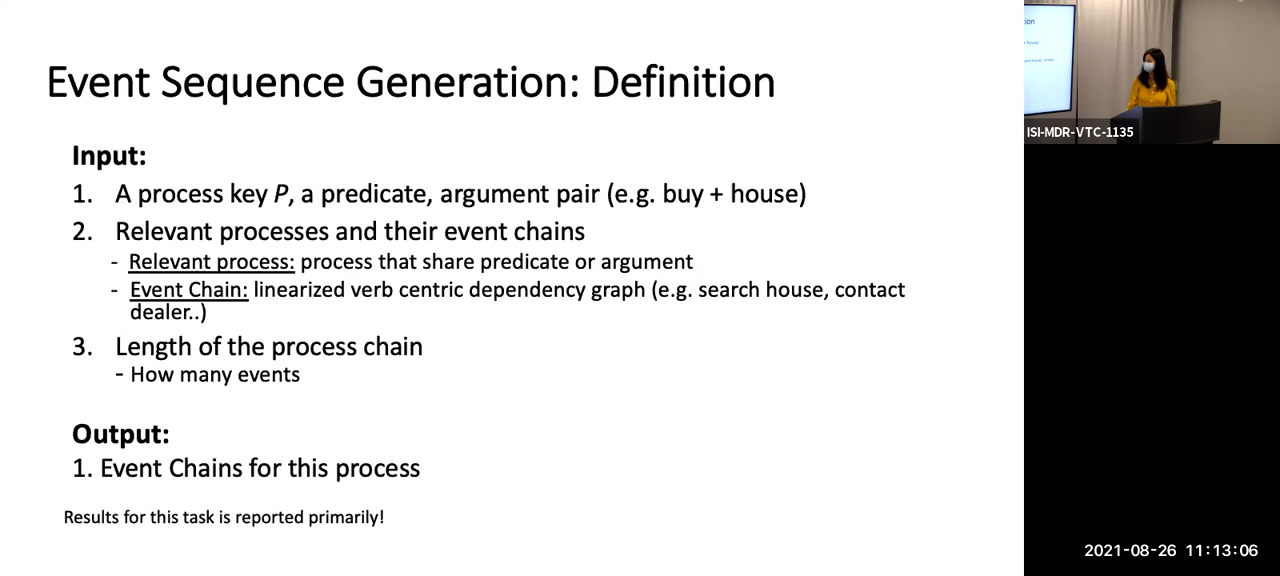 Event Sequence Generation: Definition
Input:
1. A process key P, a predicate, argument pair (e.g. buy + house)
2. Relevant processes and their event chains
- Relevant process: process that share predicate or argument
- Event Chain: linearized verb centric dependency graph (e.g. search house, contact
dealer..)
3. Length of the process chain
- How many events
Output:
1. Event Chains for this process
Results for this task is reported primarily!
ISI-MDR-VTC-1135
2021-08-26 11:13:06